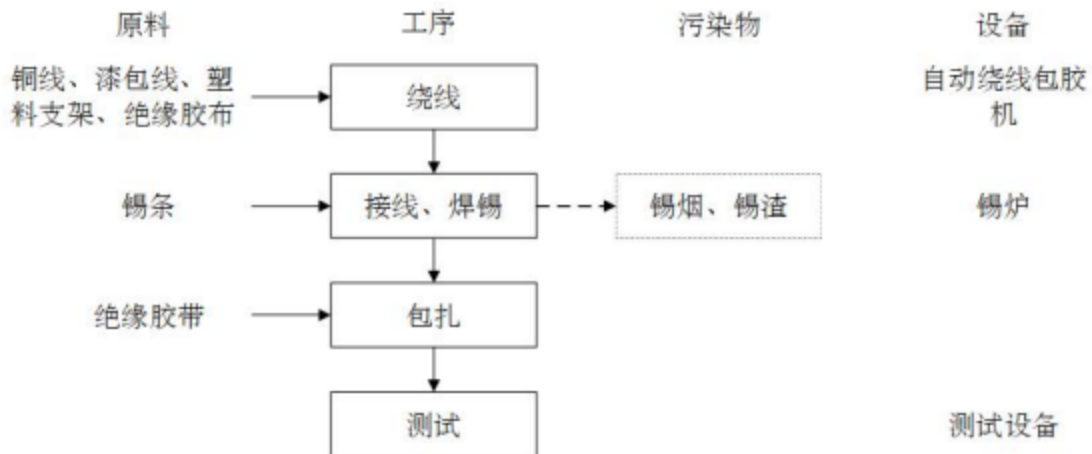 原料 工序 污染物 设备
铜线、漆包线、塑
料支架、绝缘胶布
绕线
自动绕线包胶
机
锡条 接线、焊锡 锡烟、锡渣 锡炉
绝缘胶带 包扎
测试 测试设备